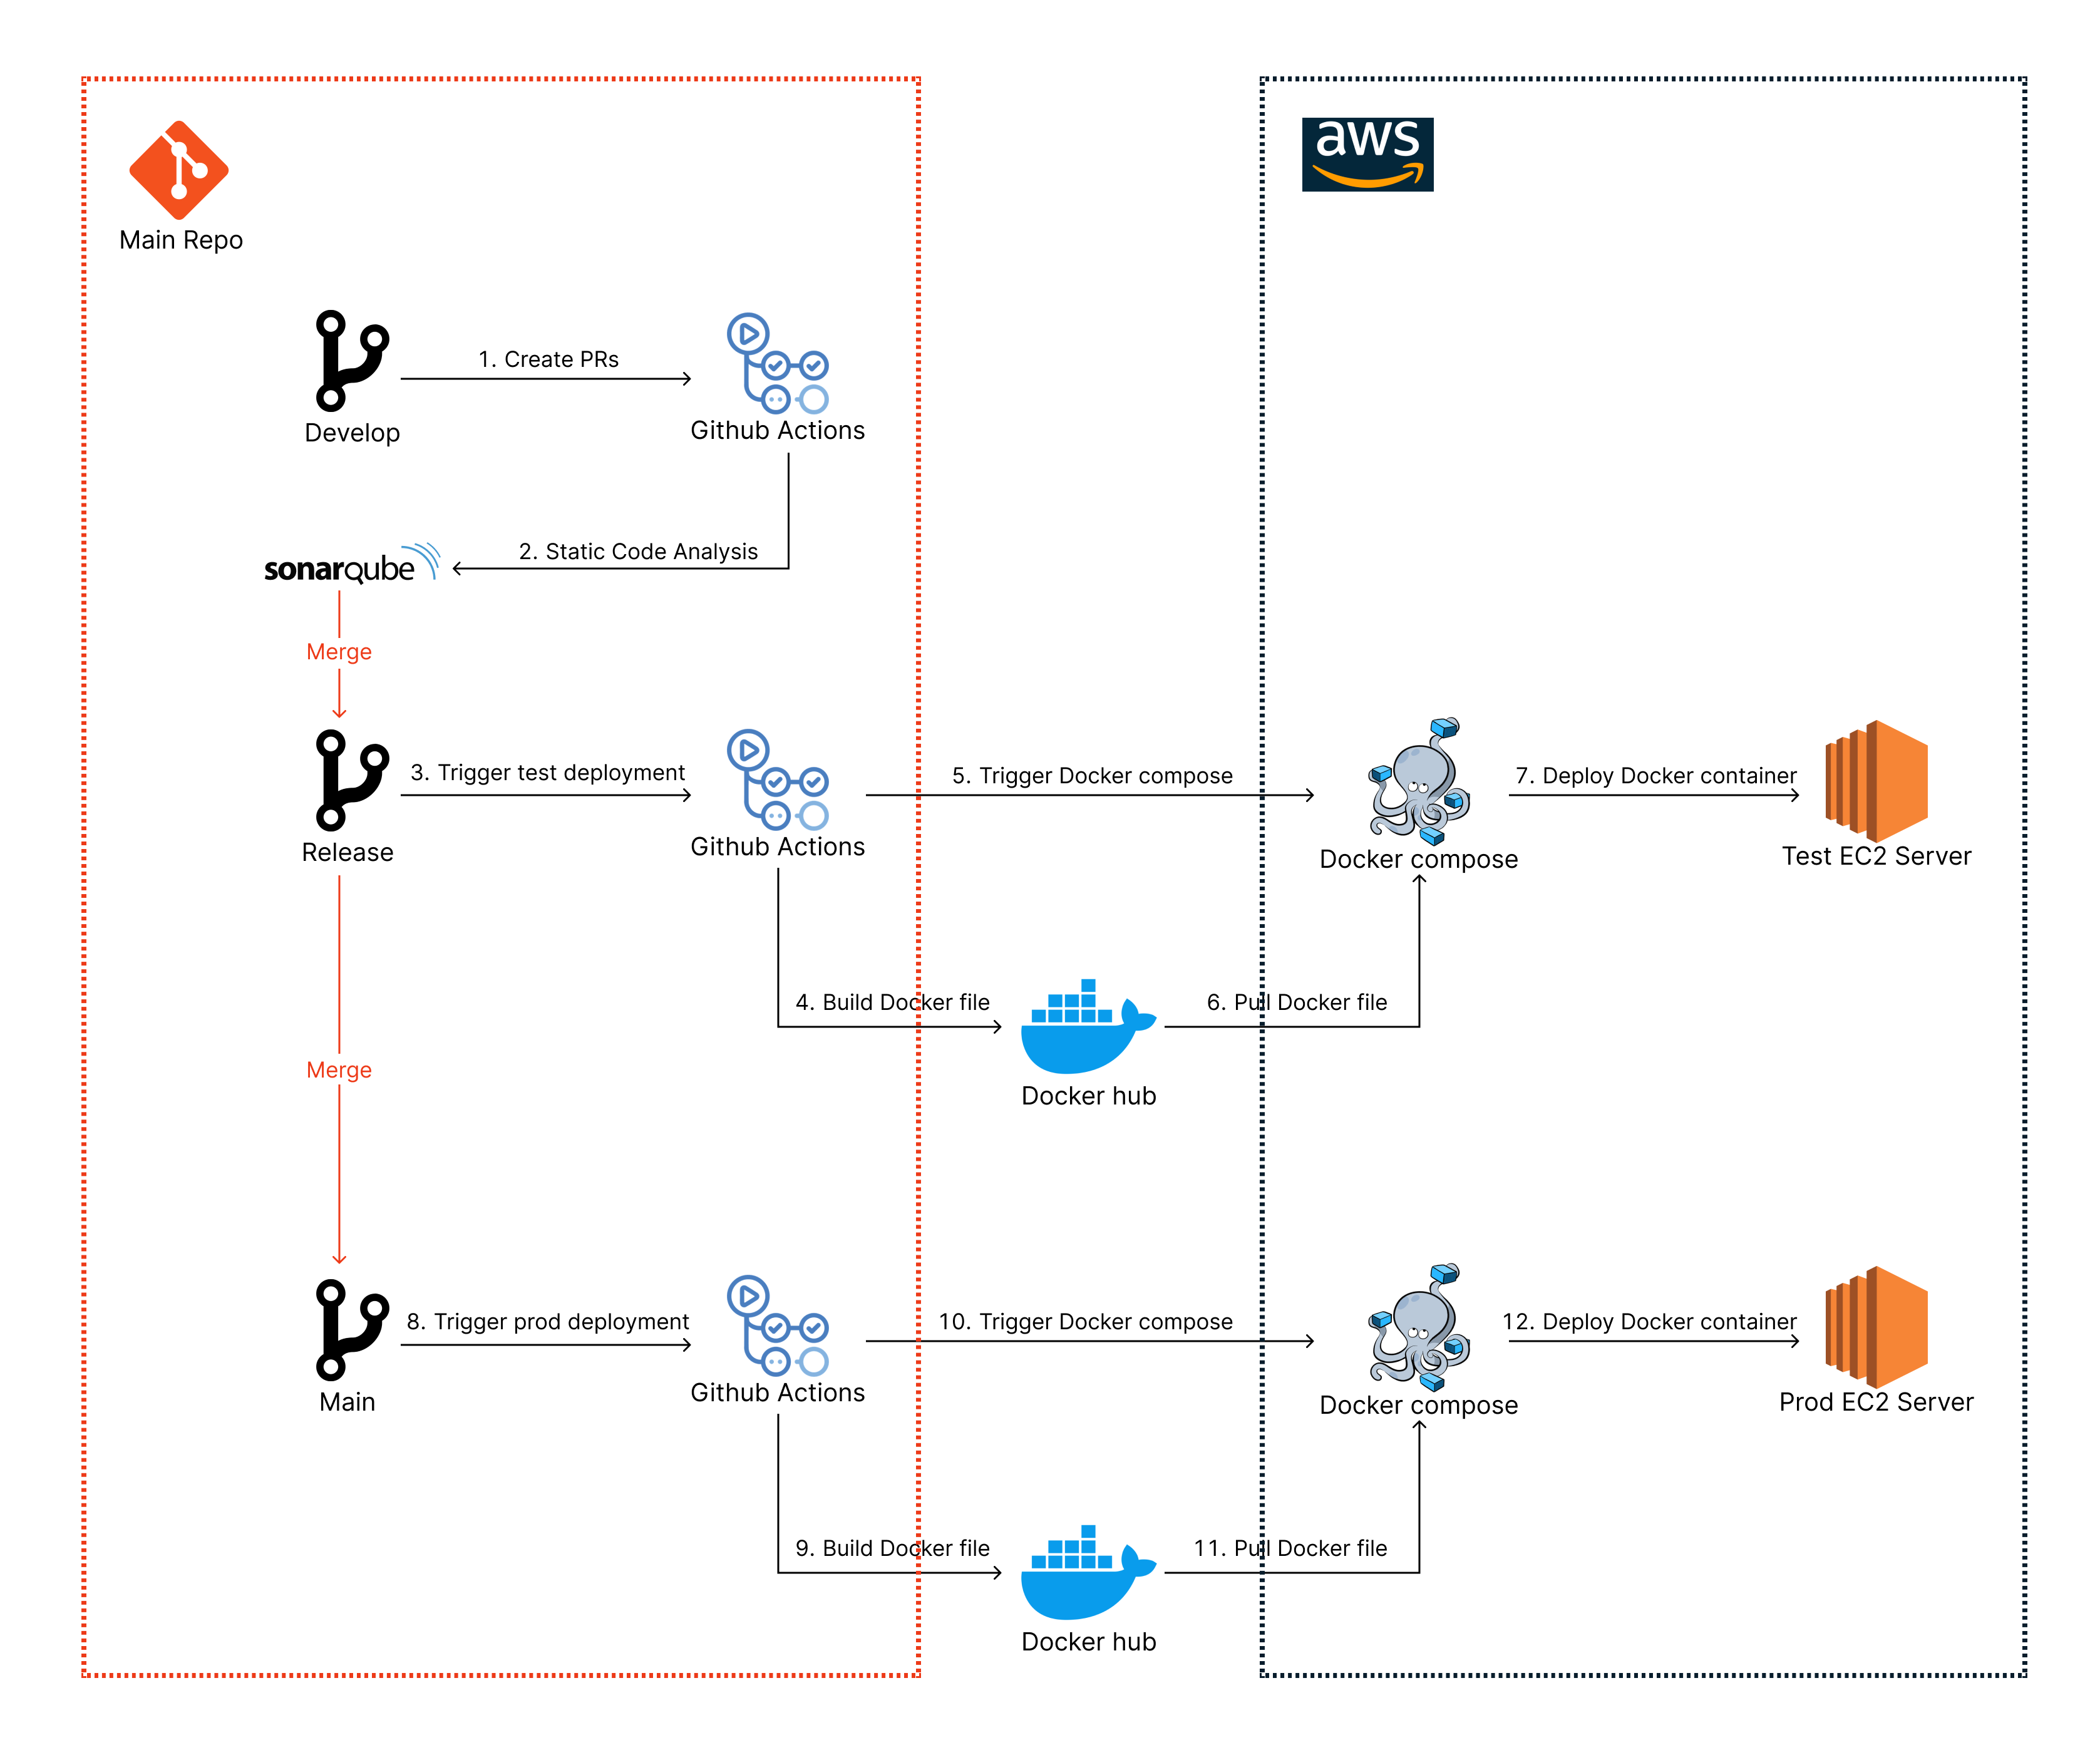 aws
Main Repo
1. Create PRs
Develop
Github Actions
2. Static Code Analysis
sonarqube
Merge
3. Trigger test deployment
5. Trigger Docker compose
7. Deploy Docker container
Release
Github Actions
Docker compose
Test EC2 Server
4. Build Docker file
6. Pull Docker file
Merge
Docker hub
8. Trigger prod deployment
10. Trigger Docker compose
12. Deploy Docker container
Main
Github Actions
Docker compose
Prod EC2 Server
9. Build Docker file
11. Pull Docker file
Docker hub